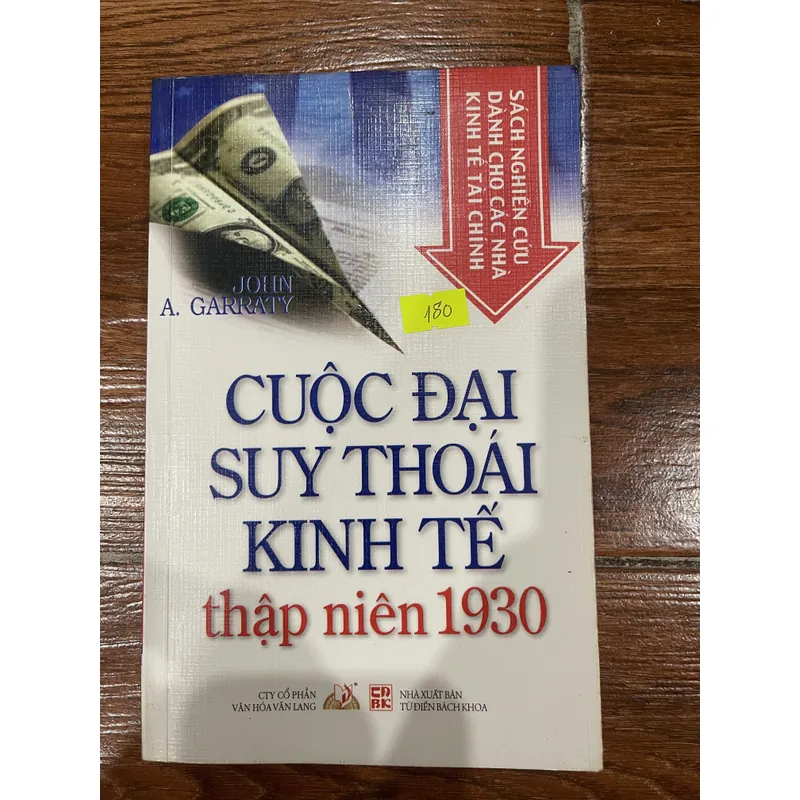 SÁCH NGHIÊN CỨU
DÀNH CHO CÁC NHÀ
KINH TẾ TÀI CHÍNH
JOHN
A. GARRATY
180
CUỘC ĐẠI
SUY THOÁI
KINH TẾ
thập niên 1930
CTY CỔ PHẦN
VĂN HÓA VĂN LANG
NHÀ XUẤT BẢN
TỪ ĐIỂN BÁCH KHOA